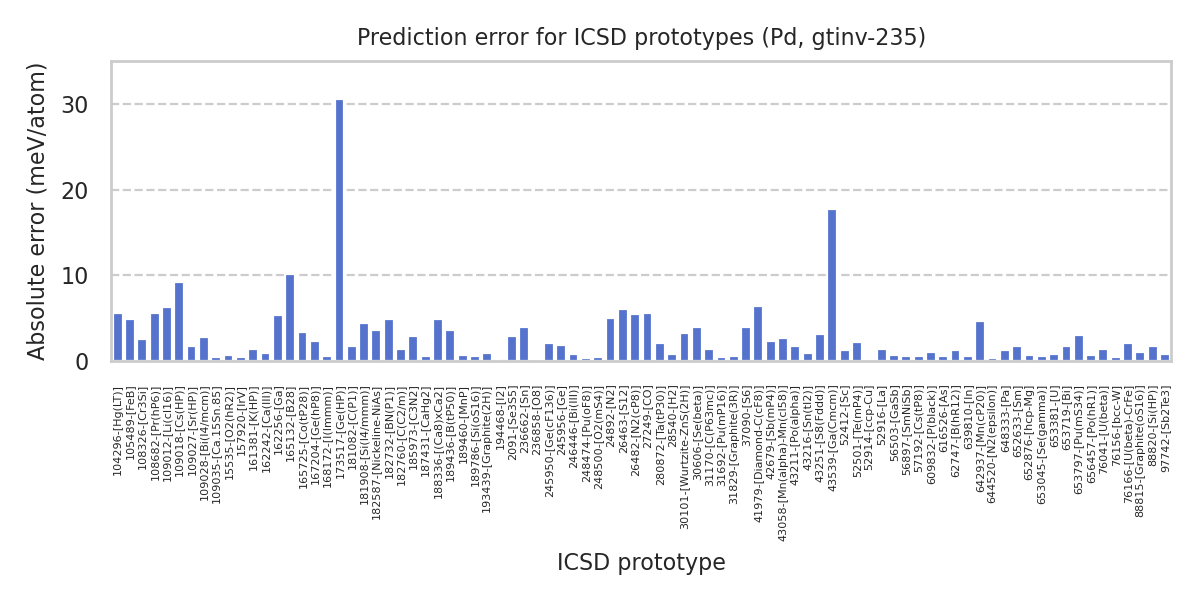 Prediction error for ICSD prototypes (Pd, gtinv-235)
Absolute error (meV/atom)
30
20
10
0
104296-[Hg(LT)]
105489-[FeB]
108326-[Cr3Si]
108682-[Pr(hP6)]
109012-[Li(cI16)]
109018-[Cs(HP)]
109027-[Sr(HP)]
109028-[Bi(I4/mcm)]
109035-[Ca.15Sn.85]
15535-[O2(hR2)]
157920-[IrV]
161381-[K(HP)]
162242-[Ca(III)]
162256-[Ga]
165132-[B28]
165725-[Co(tP28)]
167204-[Ge(hP8)]
168172-[I(Immm)]
173517-[Ge(HP)]
181082-[C(P1)]
181908-[Si(I4/mmm)]
182587-[Nickeline-NiAs]
182732-[BN(P1)]
182760-[C(C2/m)]
185973-[C3N2]
187431-[CaHg2]
188336-[(Ca8)xCa2]
189436-[B(tP50)]
189460-[MnP]
189786-[Si(oS16)]
193439-[Graphite(2H)]
194468-[I2]
2091-[Se3S5]
236662-[Sn]
236858-[O8]
245950-[Ge(cF136)]
245956-[Ge]
246446-[Bi(III)]
248474-[Pu(oF8)]
248500-[O2(mS4)]
24892-[N2]
26463-[S12]
26482-[N2(cP8)]
27249-[CO]
280872-[Ta(tP30)]
28540-[H2]
30101-[Wurtzite-ZnS(2H)]
30606-[Se(beta)]
31170-[C(P63mc)]
31692-[Pu(mP16)]
31829-[Graphite(3R)]
37090-[S6]
41979-[Diamond-C(cF8)]
42679-[Sb(mP4)]
43058-[Mn(alpha)-Mn(cI58)]
43211-[Po(alpha)]
43216-[Sn(tI2)]
43251-[S8(Fddd)]
43539-[Ga(Cmcm)]
52412-[Sc]
52501-[Te(mP4)]
52914-[fcc-Cu]
52916-[La]
56503-[GaSb]
56897-[SmNiSb]
57192-[Cs(tP8)]
609832-[P(black)]
616526-[As]
62747-[B(hR12)]
639810-[In]
642937-[Mn(cP20)]
644520-[N2(epsilon)]
648333-[Pa]
652633-[Sm]
652876-[hcp-Mg]
653045-[Se(gamma)]
653381-[U]
653719-[Bi]
653797-[Pu(mS34)]
656457-[Po(hR1)]
76041-[U(beta)]
76156-[bcc-W]
76166-[U(beta)-CrFe]
88815-[Graphite(oS16)]
88820-[Si(HP)]
97742-[Sb2Te3]
ICSD prototype